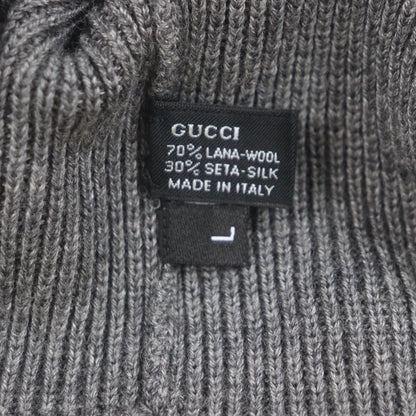 GUCCI
70% LANA-WOOL
30% SETA-SILK
MADE IN ITALY
L